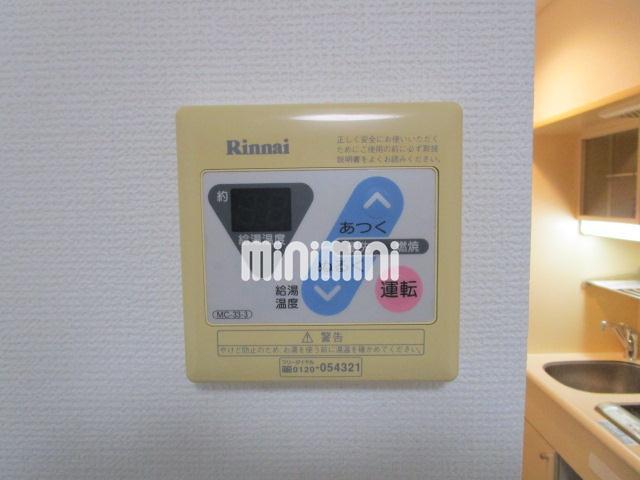 Rinnai
正しく安全にお使いいただく
ためにご使用の前に必ず取扱
説明書をよくお読みください。
約
給湯温度
あつく
燃焼
minimini
給湯
温度
運転
MC-33-3
⚠ 警告
やけど防止のため、お湯を使う前に湯温を確かめてください。
フリーダイヤル
0120-054321